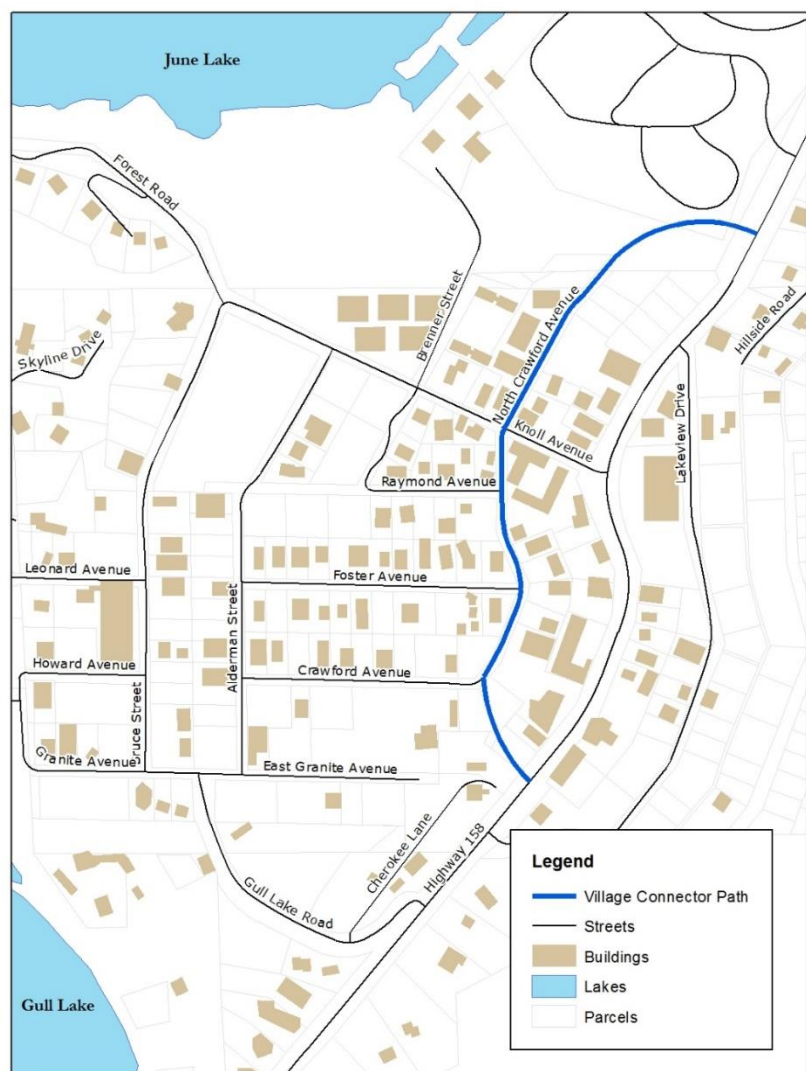 June Lake
Forest Road
Brenner Street
North Crawford Avenue
Hillside Road
Skyline Drive
Knoll Avenue
Lakeview Drive
Raymond Avenue
Leonard Avenue
Foster Avenue
Alderman Street
Howard Avenue
Crawford Avenue
Bruce Street
Granite Avenue
East Granite Avenue
Cherokee Lane
Highway 158
Gull Lake Road
Gull Lake
Legend
Village Connector Path
Streets
Buildings
Lakes
Parcels